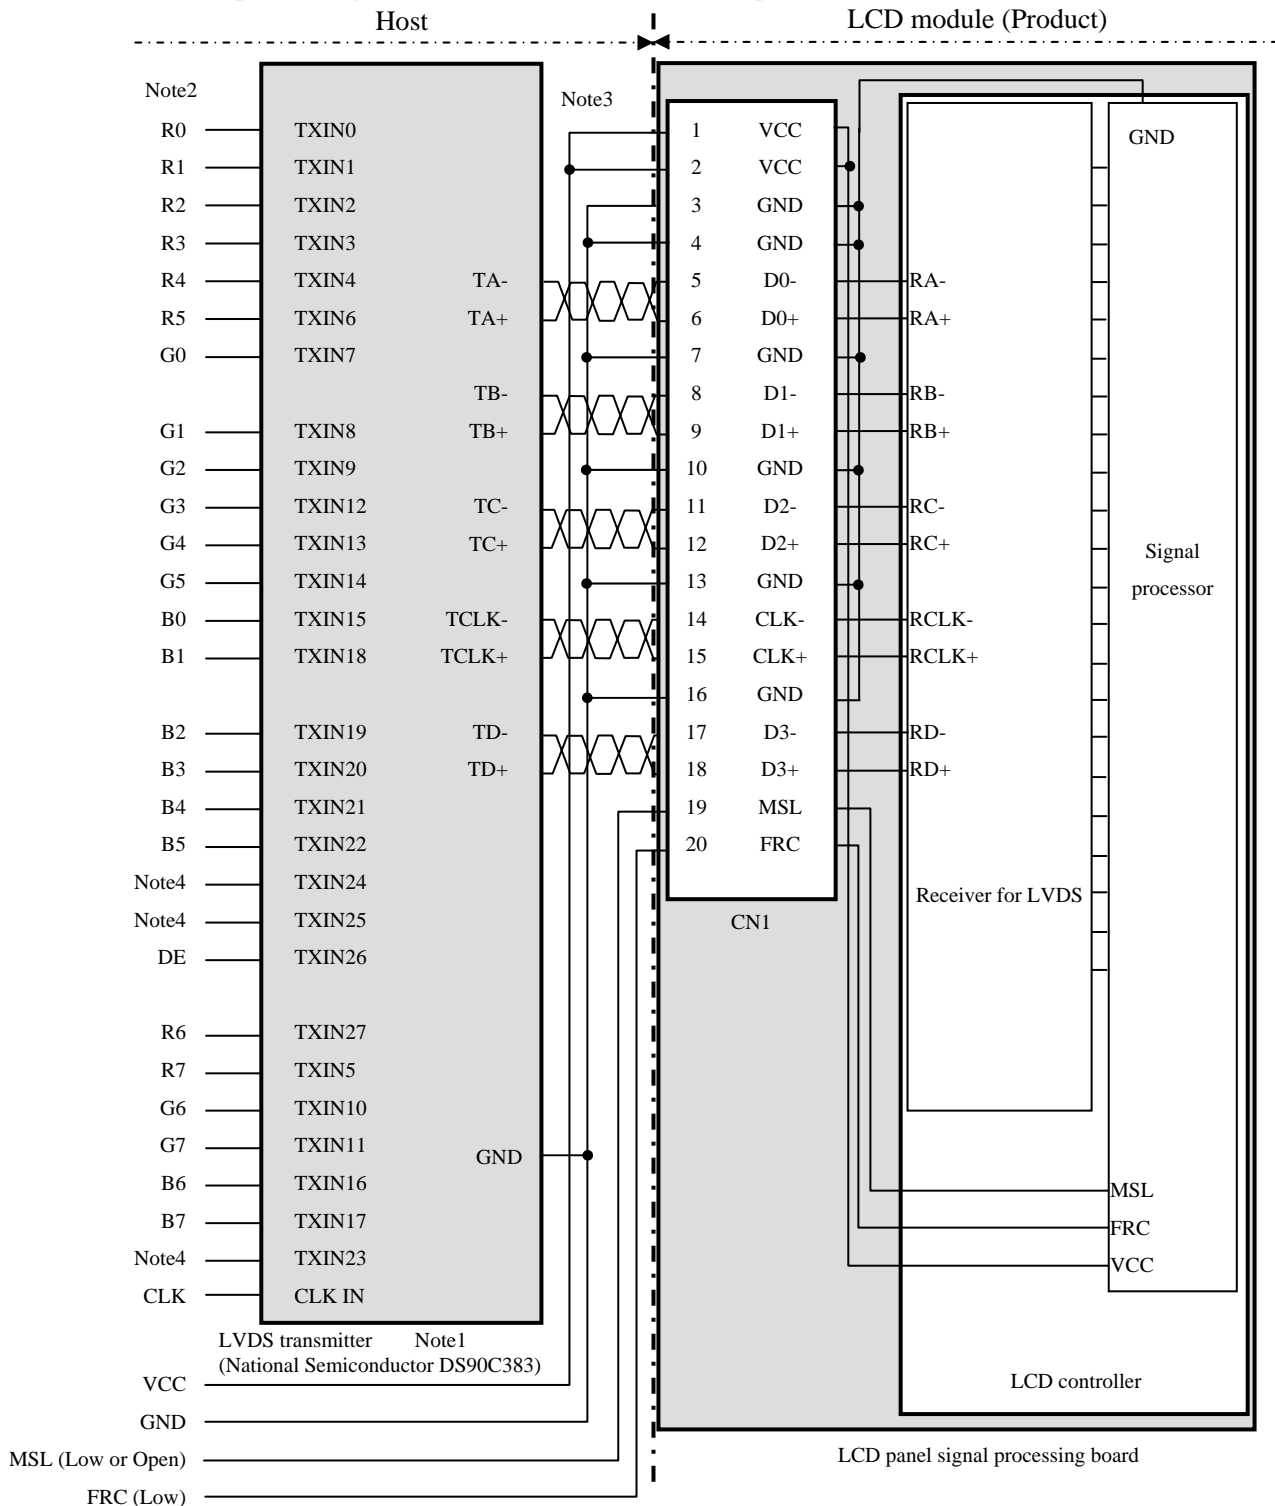 Host
LCD module (Product)
Note2
Note3
R0 TXIN0 1 VCC GND
R1 TXIN1 2 VCC
R2 TXIN2 3 GND
R3 TXIN3 4 GND
R4 TXIN4 TA- 5 D0- RA-
R5 TXIN6 TA+ 6 D0+ RA+
G0 TXIN7 7 GND
TB- 8 D1- RB-
G1 TXIN8 TB+ 9 D1+ RB+
G2 TXIN9 10 GND
G3 TXIN12 TC- 11 D2- RC-
G4 TXIN13 TC+ 12 D2+ RC+
Signal
processor
G5 TXIN14 13 GND
B0 TXIN15 TCLK- 14 CLK- RCLK-
B1 TXIN18 TCLK+ 15 CLK+ RCLK+
16 GND
B2 TXIN19 TD- 17 D3- RD-
B3 TXIN20 TD+ 18 D3+ RD+
B4 TXIN21 19 MSL
B5 TXIN22 20 FRC
Note4 TXIN24
Receiver for LVDS
Note4 TXIN25
CN1
DE TXIN26
R6 TXIN27
R7 TXIN5
G6 TXIN10
G7 TXIN11 GND
B6 TXIN16 MSL
B7 TXIN17 FRC
Note4 TXIN23 VCC
CLK CLK IN
LVDS transmitter Note1
(National Semiconductor DS90C383)
VCC
LCD controller
GND
MSL (Low or Open)
LCD panel signal processing board
FRC (Low)